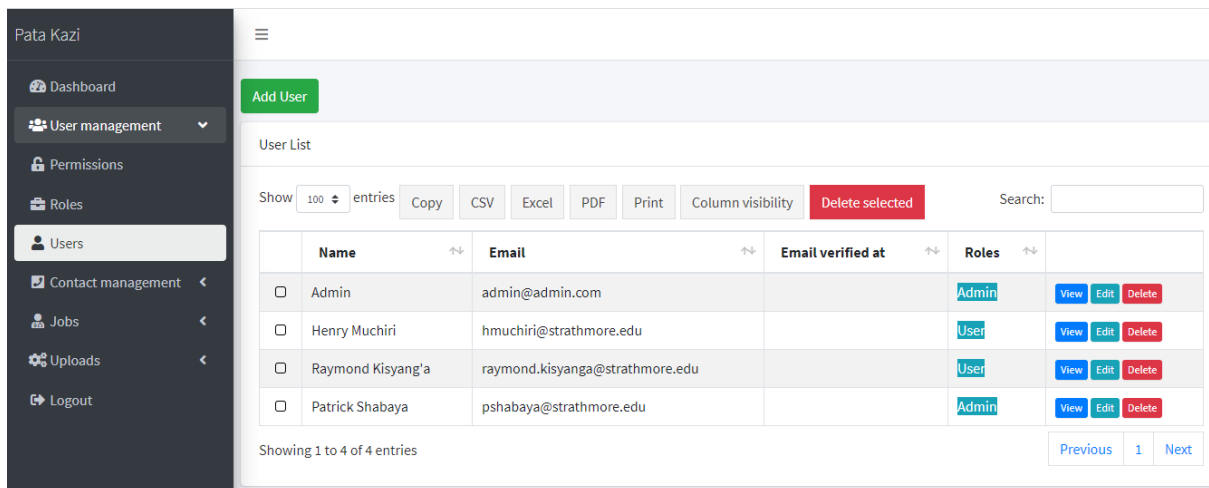 Pata Kazi
Dashboard
User management
Permissions
Roles
Users
Contact management
Jobs
Uploads
Logout
Add User
User List
Show 100 entries Copy CSV Excel PDF Print Column visibility Delete selected Search:
Name Email Email verified at Roles
Admin admin@admin.com Admin View Edit Delete
Henry Muchiri hmuchiri@strathmore.edu User View Edit Delete
Raymond Kisyang'a raymond.kisyanga@strathmore.edu User View Edit Delete
Patrick Shabaya pshabaya@strathmore.edu Admin View Edit Delete
Showing 1 to 4 of 4 entries Previous 1 Next